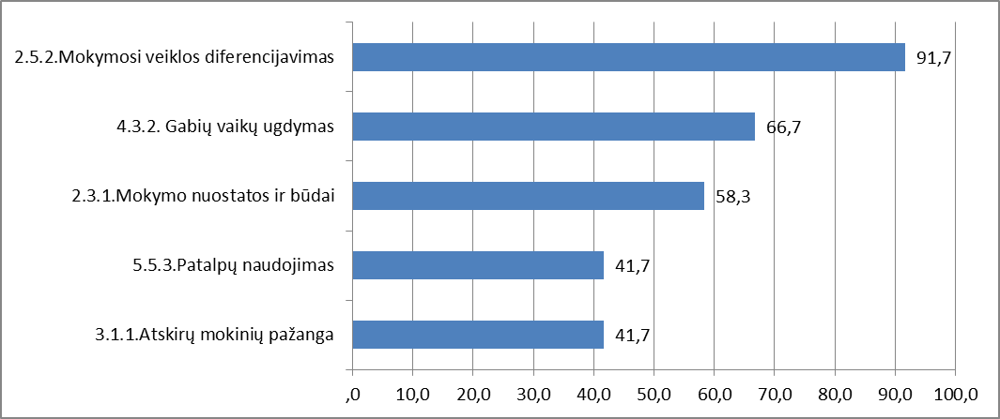 2.5.2.Mokymosi veiklos diferencijavimas 91,7
4.3.2. Gabių vaikų ugdymas 66,7
2.3.1.Mokymo nuostatos ir būdai 58,3
5.5.3.Patalpų naudojimas 41,7
3.1.1.Atskirų mokinių pažanga 41,7
,0 10,0 20,0 30,0 40,0 50,0 60,0 70,0 80,0 90,0 100,0